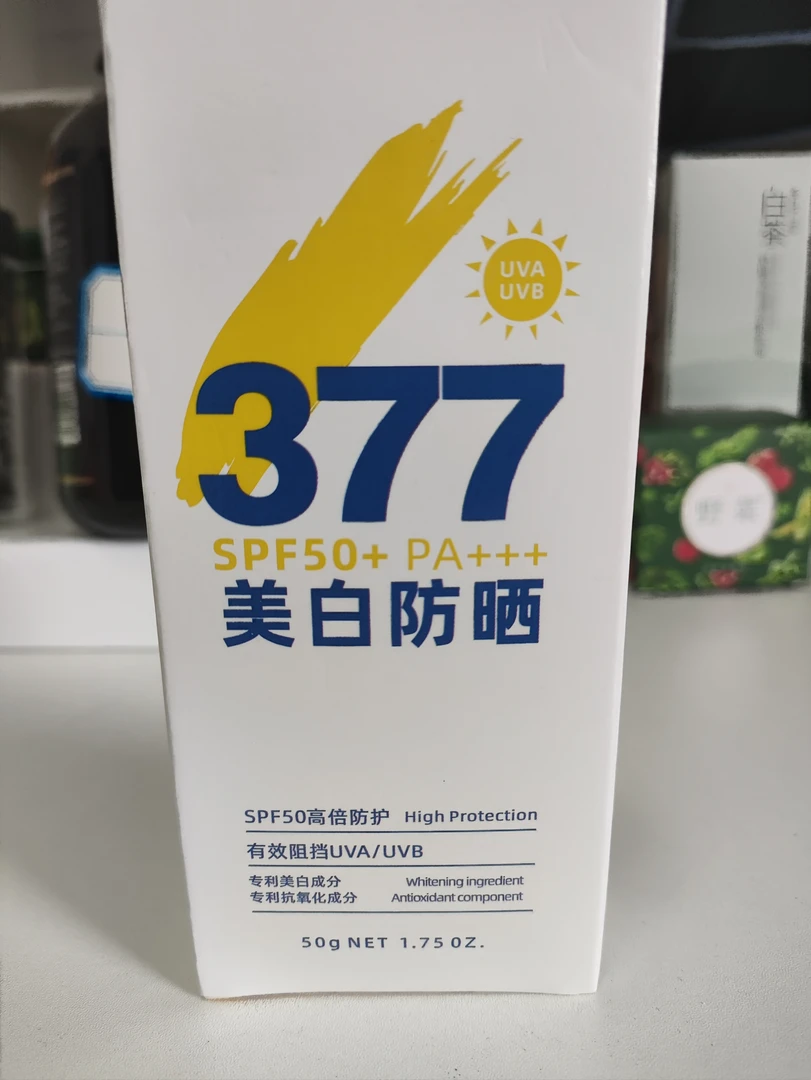 UVA
UVB
377
SPF50+ PA+++
美白防晒
SPF50高倍防护 High Protection
有效阻挡UVA/UVB
专利美白成分 Whitening ingredient
专利抗氧化成分 Antioxidant component
50g NET 1.75 OZ.
白茶